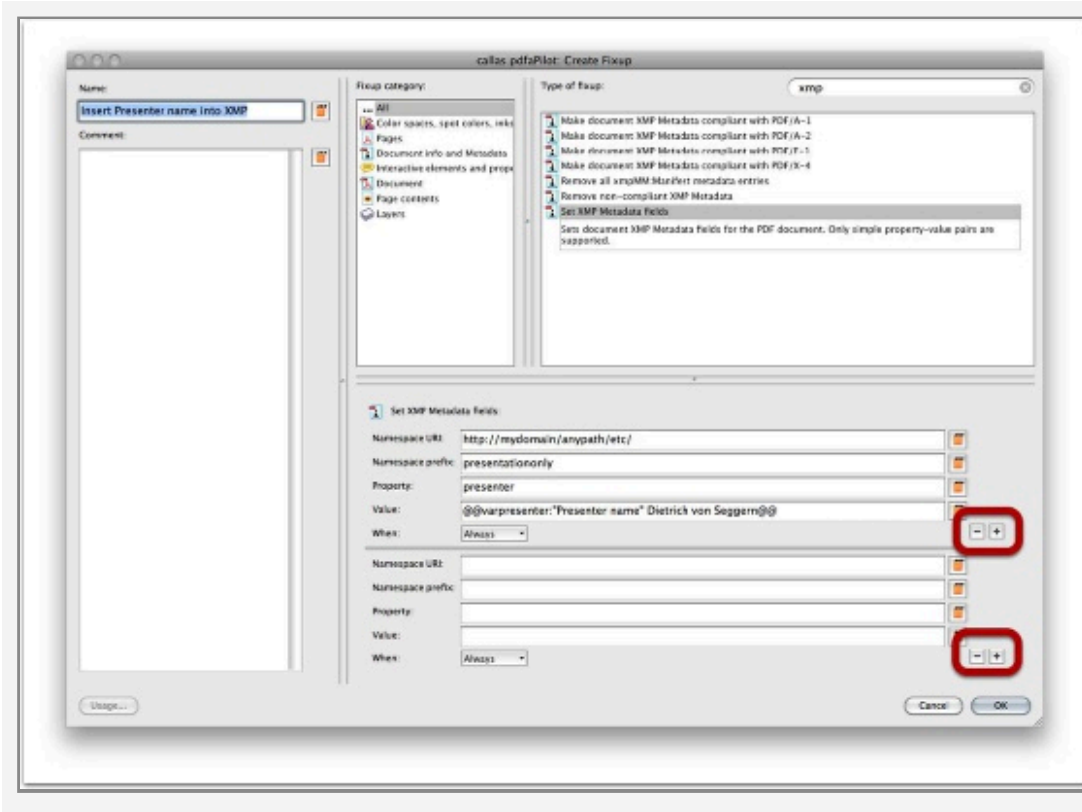 callas pdfaPilot: Create Fixup
Name:
Insert Presenter name into XMP
Comment:
Fixup category:
... All
Color spaces, spot colors, inks
Pages
Document info and Metadata
Interactive elements and prope
Document
Page contents
Layers
Type of fixup:
xmp
Make document XMP Metadata compliant with PDF/A-1
Make document XMP Metadata compliant with PDF/A-2
Make document XMP Metadata compliant with PDF/E-1
Make document XMP Metadata compliant with PDF/X-4
Remove all xmpMM:Manifest metadata entries
Remove non-compliant XMP Metadata
Set XMP Metadata fields
Sets document XMP Metadata fields for the PDF document. Only simple property-value pairs are
supported.
Set XMP Metadata fields
Namespace URI: http://mydomain/anypath/etc/
Namespace prefix: presentationonly
Property: presenter
Value: @@varpresenter:"Presenter name" Dietrich von Seggern@@
When: Always
- +
Namespace URI:
Namespace prefix:
Property:
Value:
When: Always
- +
Usage...
Cancel
OK